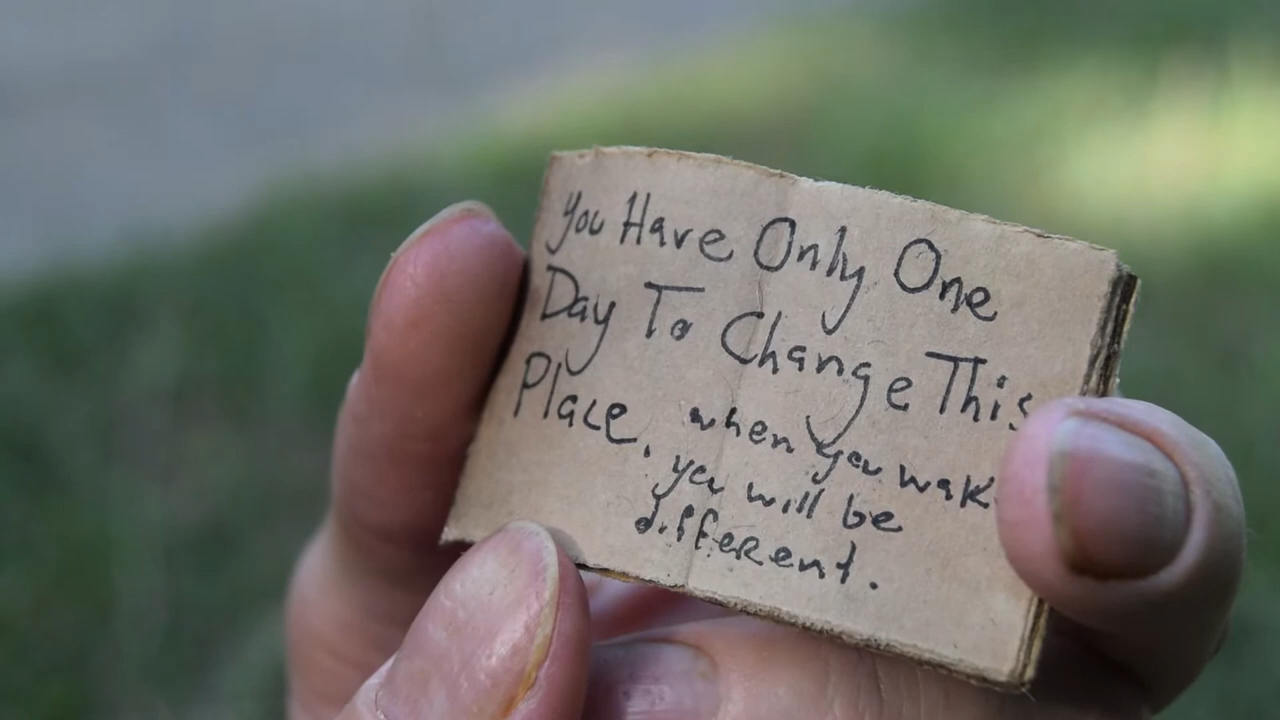 you Have Only One
Day To Change This
Place, when you wak
you will be
different.